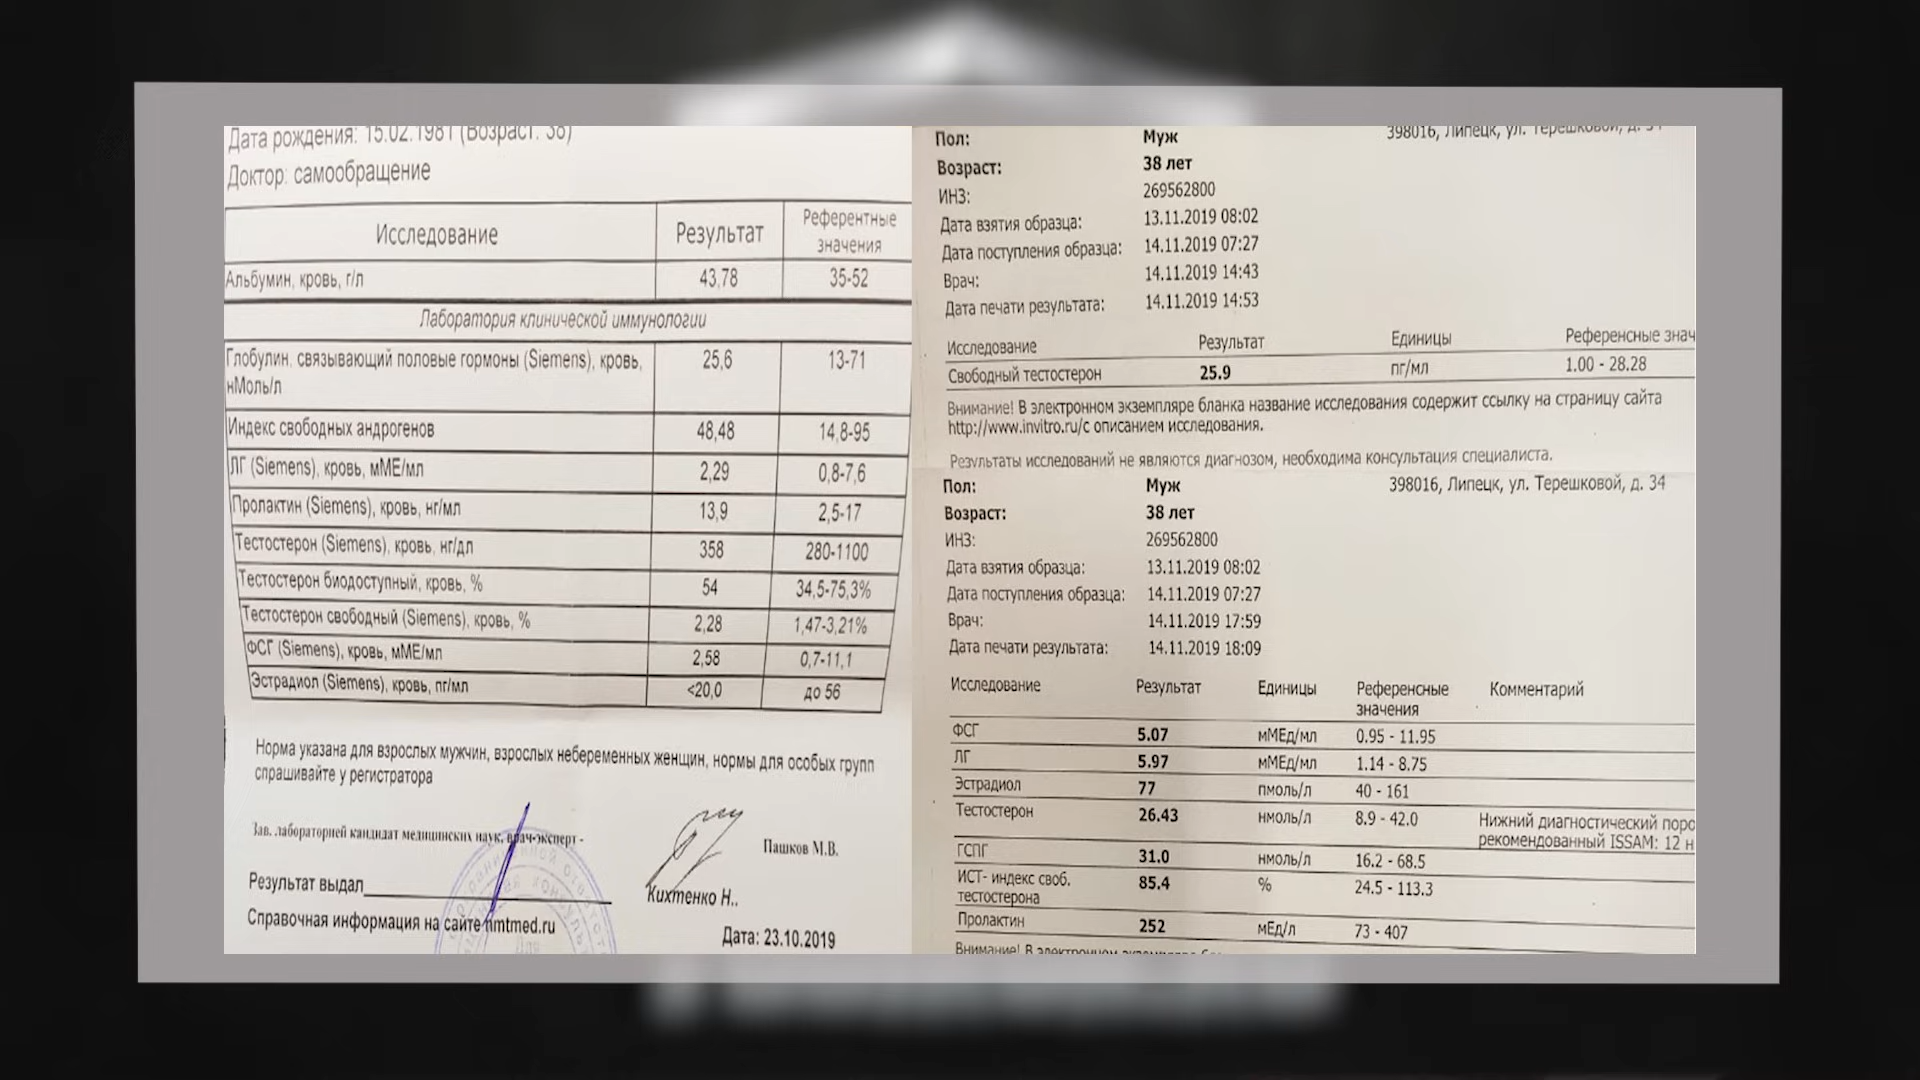 Дата рождения: 15.02.1981 (Возраст: 38)
Доктор: самообращение
Исследование Результат Референтные значения
Альбумин, кровь, г/л 43,78 35-52
Лаборатория клинической иммунологии
Глобулин, связывающий половые гормоны (Siemens), кровь, 25,6 13-71
нМоль/л
Индекс свободных андрогенов 48,48 14,8-95
ЛГ (Siemens), кровь, мМЕ/мл 2,29 0,8-7,6
Пролактин (Siemens), кровь, нг/мл 13,9 2,5-17
Тестостерон (Siemens), кровь, нг/дл 358 280-1100
Тестостерон биодоступный, кровь, % 54 34,5-75,3%
Тестостерон свободный (Siemens), кровь, % 2,28 1,47-3,21%
ФСГ (Siemens), кровь, мМЕ/мл 2,58 0,7-11,1
Эстрадиол (Siemens), кровь, пг/мл <20,0 до 56
Норма указана для взрослых мужчин, взрослых небеременных женщин, нормы для особых групп
спрашивайте у регистратора
Зав. лабораторией кандидат медицинских наук, врач-эксперт - Пашков М.В.
Результат выдал Кихтенко Н..
Справочная информация на сайте nmtmed.ru
Дата: 23.10.2019
Пол: Муж 398016, Липецк, ул. Терешковой, д. 34
Возраст: 38 лет
ИНЗ: 269562800
Дата взятия образца: 13.11.2019 08:02
Дата поступления образца: 14.11.2019 07:27
Врач: 14.11.2019 14:43
Дата печати результата: 14.11.2019 14:53
Исследование Результат Единицы Референсные знач
Свободный тестостерон 25.9 пг/мл 1.00 - 28.28
Внимание! В электронном экземпляре бланка название исследования содержит ссылку на страницу сайта
http://www.invitro.ru/с описанием исследования.
Результаты исследований не являются диагнозом, необходима консультация специалиста.
Пол: Муж 398016, Липецк, ул. Терешковой, д. 34
Возраст: 38 лет
ИНЗ: 269562800
Дата взятия образца: 13.11.2019 08:02
Дата поступления образца: 14.11.2019 07:27
Врач: 14.11.2019 17:59
Дата печати результата: 14.11.2019 18:09
Исследование Результат Единицы Референсные значения Комментарий
ФСГ 5.07 мМЕд/мл 0.95 - 11.95
ЛГ 5.97 мМЕд/мл 1.14 - 8.75
Эстрадиол 77 пмоль/л 40 - 161
Тестостерон 26.43 нмоль/л 8.9 - 42.0 Нижний диагностический поро
рекомендованный ISSAM: 12 н
ГСПГ 31.0 нмоль/л 16.2 - 68.5
ИСТ- индекс своб. 85.4 % 24.5 - 113.3
тестостерона
Пролактин 252 мЕд/л 73 - 407
Внимание! В электронном экземпляре